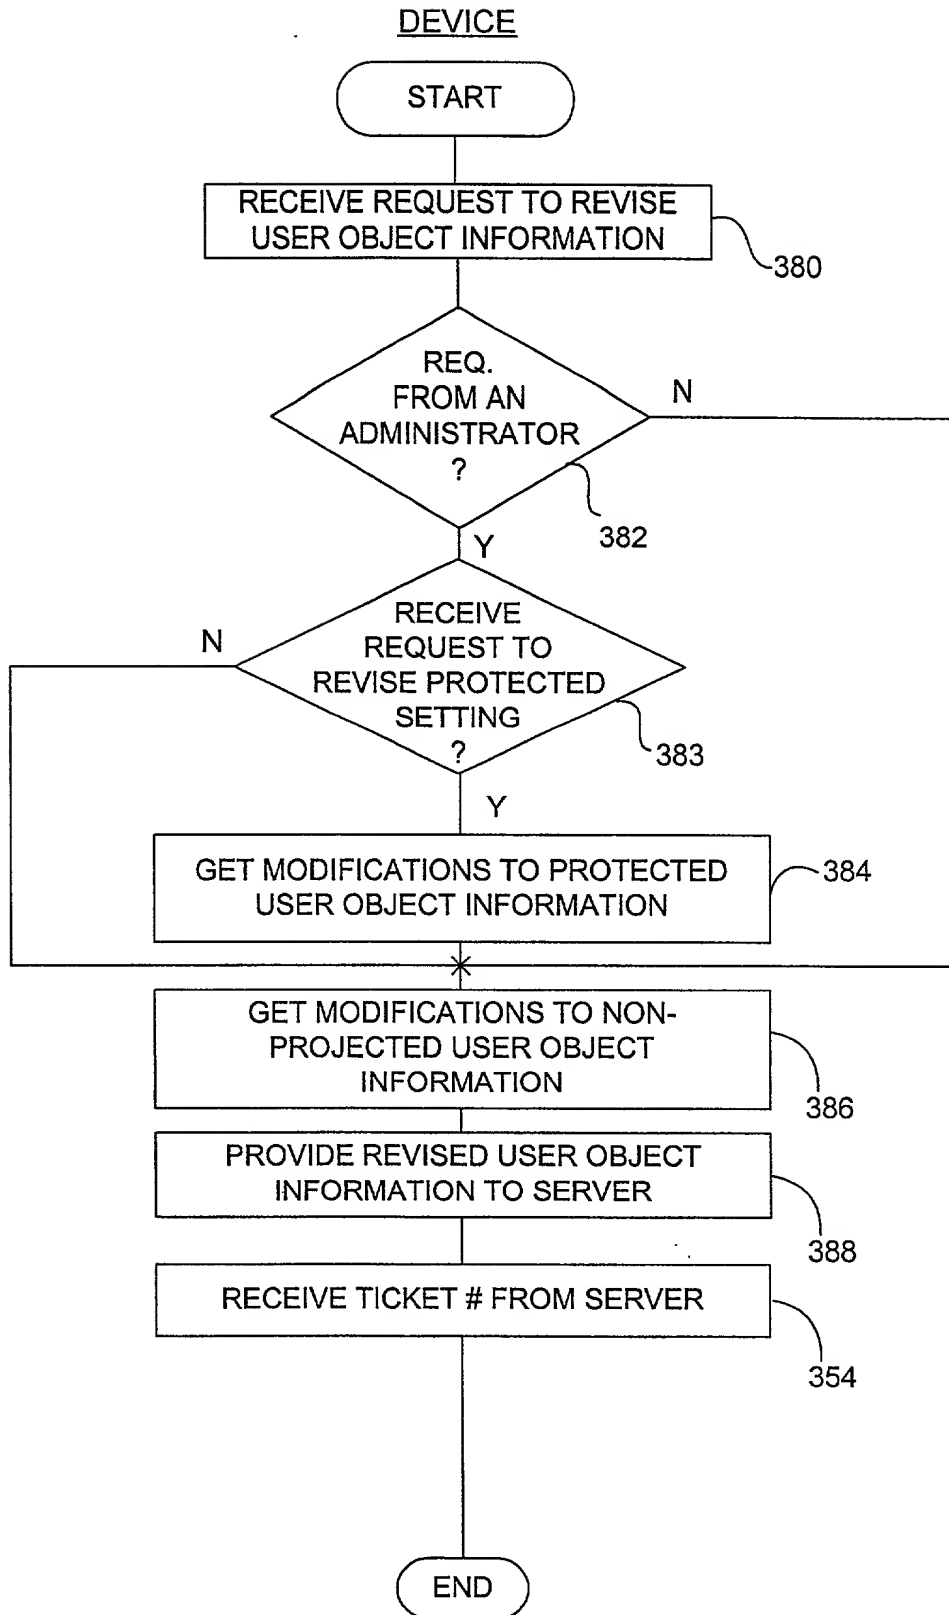 DEVICE
START
RECEIVE REQUEST TO REVISE
USER OBJECT INFORMATION
380
REQ.
FROM AN
ADMINISTRATOR
?
N
382
Y
RECEIVE
REQUEST TO
REVISE PROTECTED
SETTING
?
N
383
Y
GET MODIFICATIONS TO PROTECTED
USER OBJECT INFORMATION
384
GET MODIFICATIONS TO NON-
PROJECTED USER OBJECT
INFORMATION
386
PROVIDE REVISED USER OBJECT
INFORMATION TO SERVER
388
RECEIVE TICKET # FROM SERVER
354
END